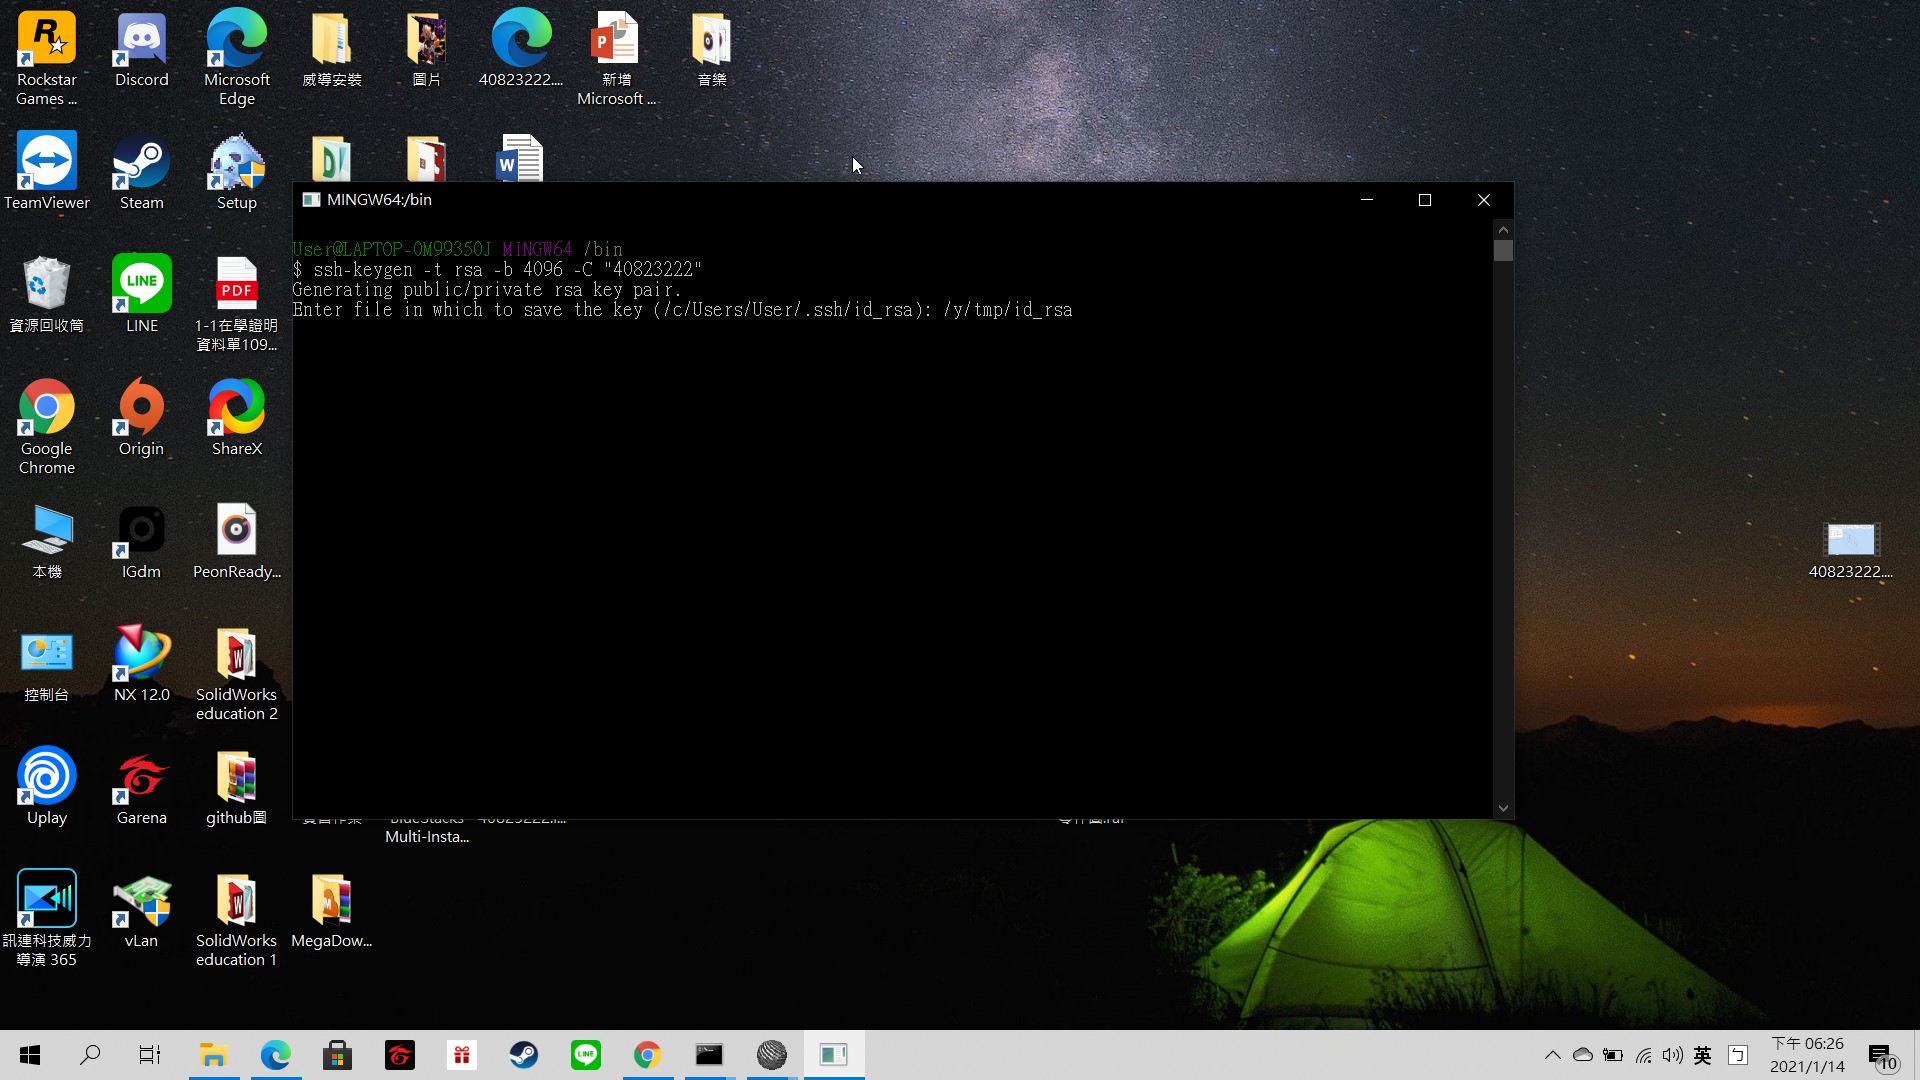 Rockstar
Games ...
Discord
Microsoft
Edge
威導安裝
圖片
40823222....
新增
Microsoft ...
音樂
TeamViewer
Steam
Setup
MINGW64:/bin
User@LAPTOP-0M99350J MINGW64 /bin
$ ssh-keygen -t rsa -b 4096 -C "40823222"
Generating public/private rsa key pair.
Enter file in which to save the key (/c/Users/User/.ssh/id_rsa): /y/tmp/id_rsa
資源回收筒
LINE
PDF
1-1在學證明
資料單109...
Google
Chrome
Origin
ShareX
本機
IGdm
PeonReady...
40823222....
控制台
NX 12.0
SolidWorks
education 2
Uplay
Garena
github圖
BlueStacks
Multi-Insta...
訊連科技威力
導演 365
vLan
SolidWorks
education 1
MegaDow...
英
下午 06:26
2021/1/14
10